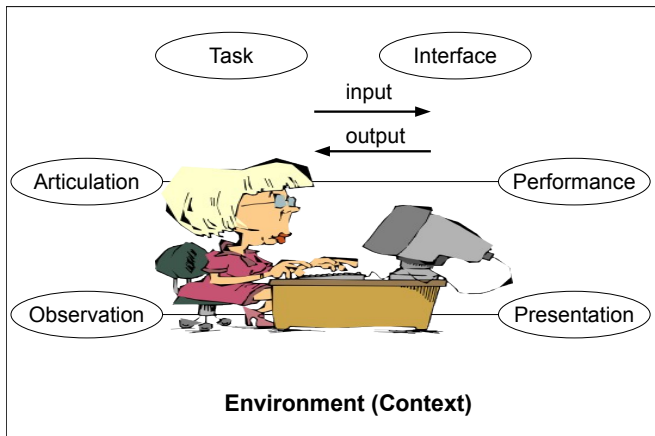 Task
Interface
input
output
Articulation
Performance
Observation
Presentation
Environment (Context)